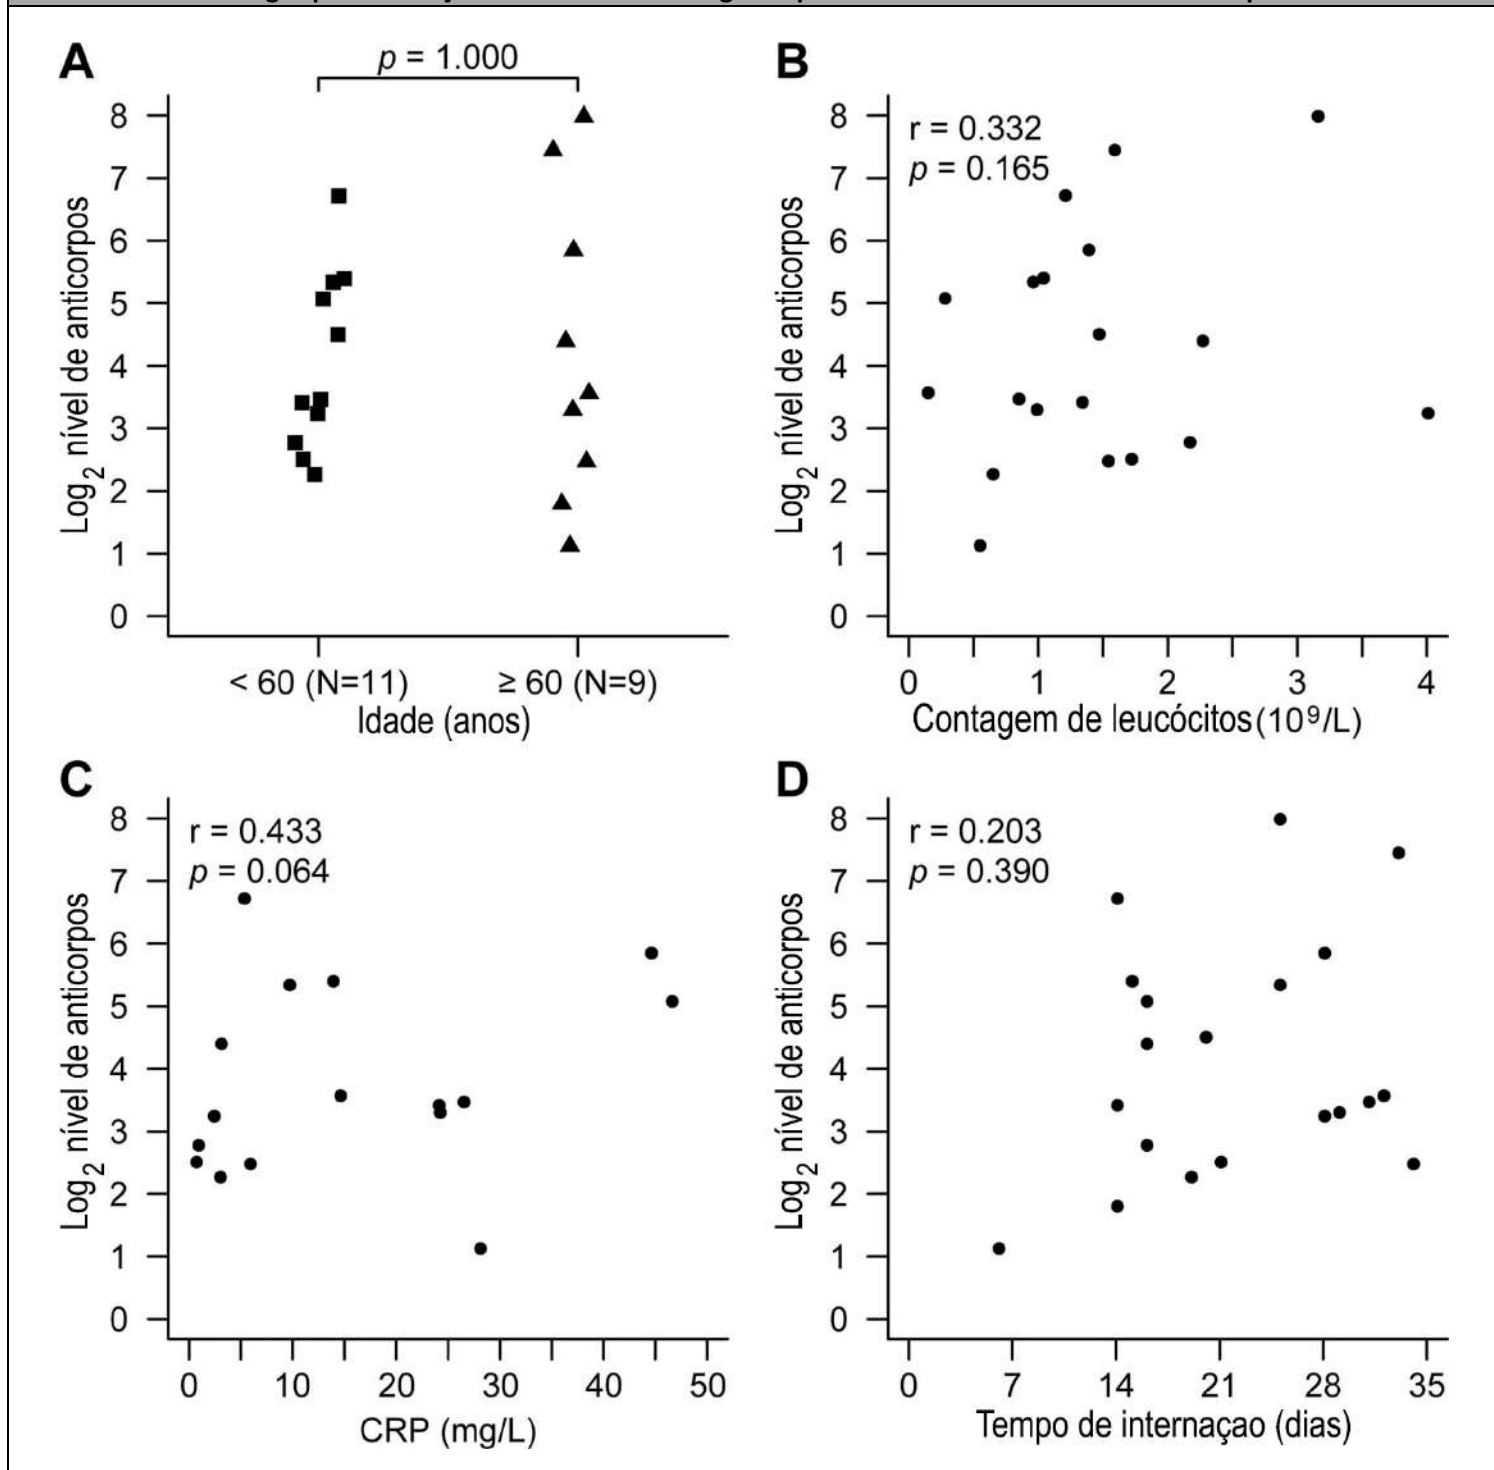 A
p = 1.000
Log2 nível de anticorpos
8
7
6
5
4
3
2
1
0
< 60 (N=11) ≥ 60 (N=9)
Idade (anos)
B
r = 0.332
p = 0.165
Log2 nível de anticorpos
8
7
6
5
4
3
2
1
0
0 1 2 3 4
Contagem de leucócitos (10⁹/L)
C
r = 0.433
p = 0.064
Log2 nível de anticorpos
8
7
6
5
4
3
2
1
0
0 10 20 30 40 50
CRP (mg/L)
D
r = 0.203
p = 0.390
Log2 nível de anticorpos
8
7
6
5
4
3
2
1
0
0 7 14 21 28 35
Tempo de internaçao (dias)